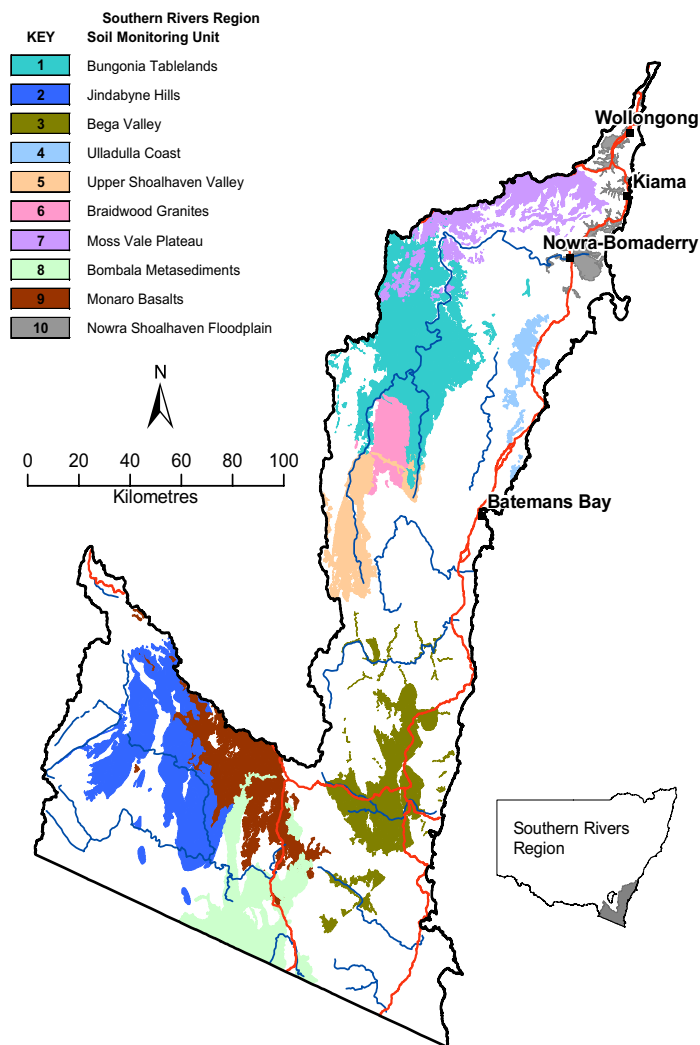 Southern Rivers Region
KEY Soil Monitoring Unit
1 Bungonia Tablelands
2 Jindabyne Hills
3 Bega Valley
4 Ulladulla Coast
5 Upper Shoalhaven Valley
6 Braidwood Granites
7 Moss Vale Plateau
8 Bombala Metasediments
9 Monaro Basalts
10 Nowra Shoalhaven Floodplain
Wollongong
Kiama
Nowra-Bomaderry
N
0 20 40 60 80 100
Kilometres
Batemans Bay
Southern Rivers
Region